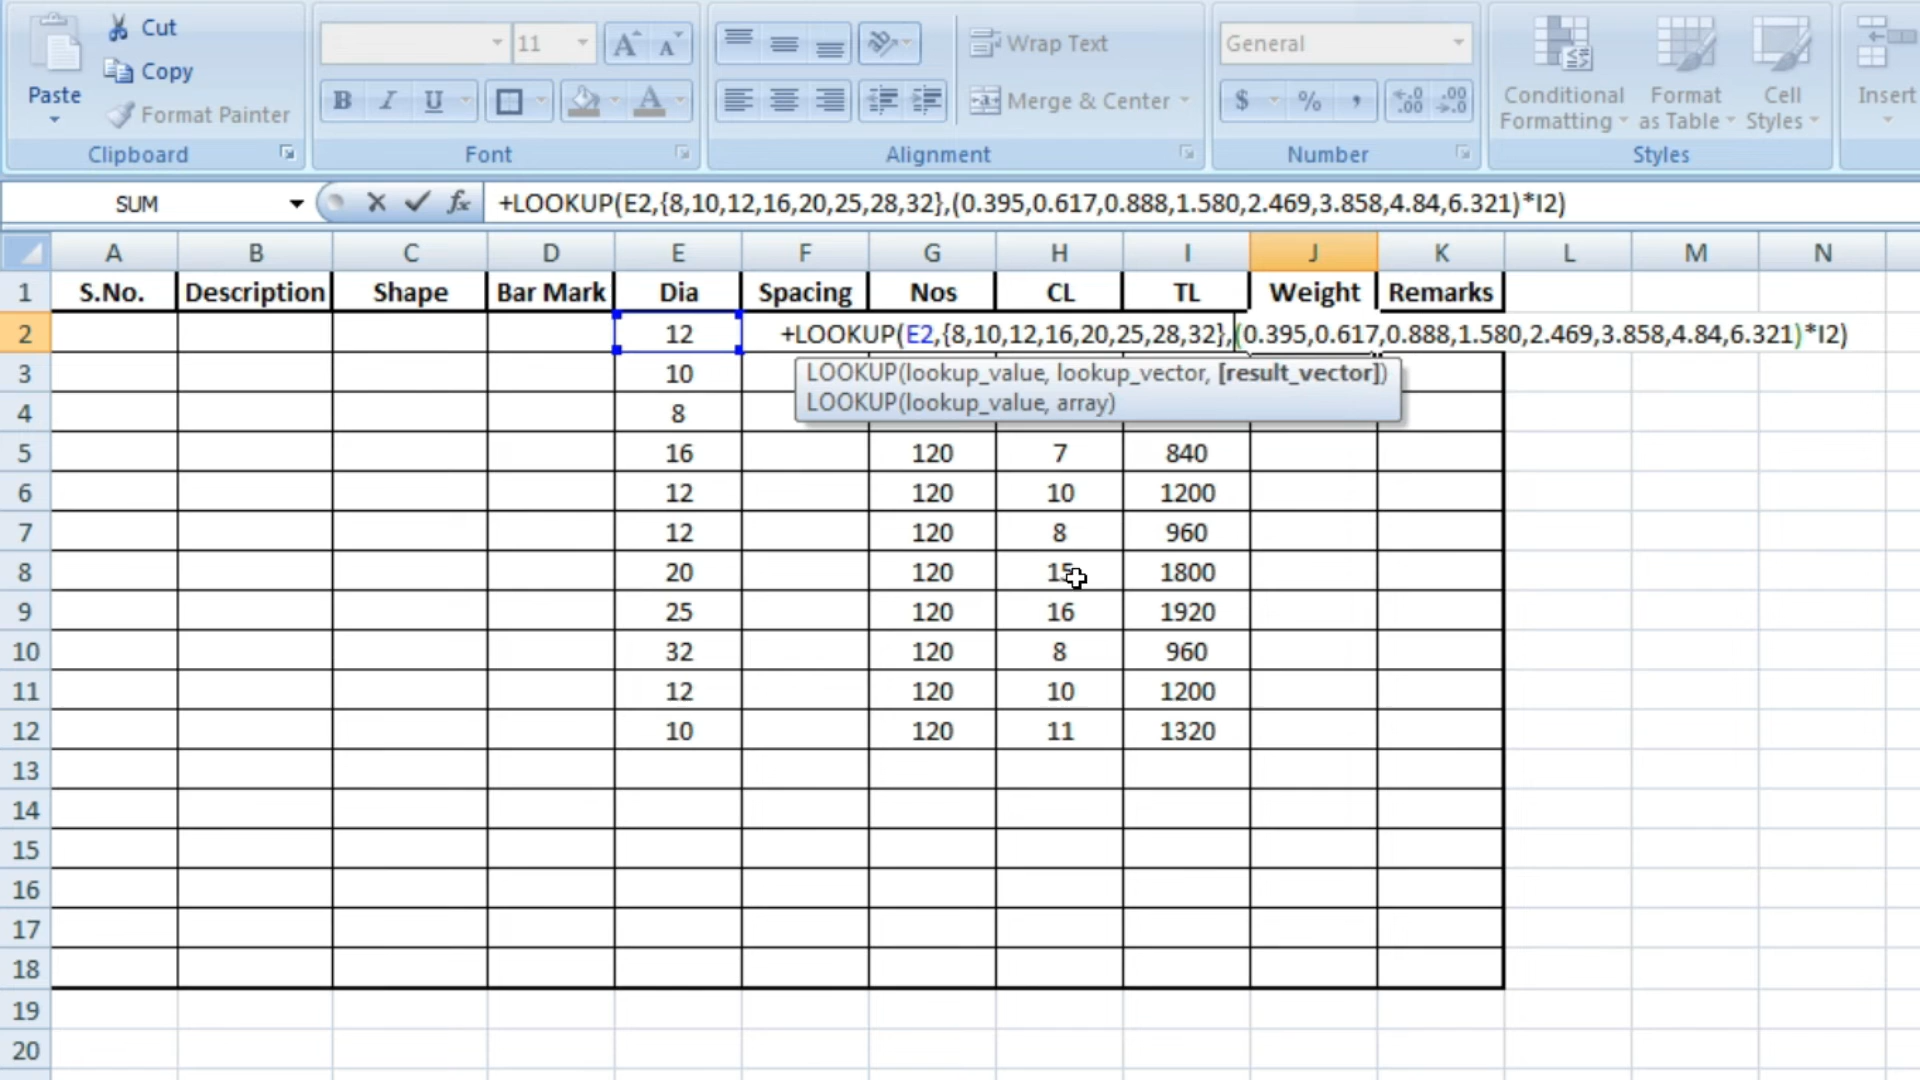 Cut
Copy
Paste
Format Painter
Clipboard
11
A A
B I U A
Font
Wrap Text
Merge & Center
Alignment
General
$ % , .00 .0
Number
Conditional Formatting
Format as Table
Cell Styles
Styles
Insert
SUM fx +LOOKUP(E2,{8,10,12,16,20,25,28,32},(0.395,0.617,0.888,1.580,2.469,3.858,4.84,6.321)*I2)
A B C D E F G H I J K L M N
1 S.No. Description Shape Bar Mark Dia Spacing Nos CL TL Weight Remarks
2 12 +LOOKUP(E2,{8,10,12,16,20,25,28,32},(0.395,0.617,0.888,1.580,2.469,3.858,4.84,6.321)*I2)
3 10 LOOKUP(lookup_value, lookup_vector, [result_vector])
4 8 LOOKUP(lookup_value, array)
5 16 120 7 840
6 12 120 10 1200
7 12 120 8 960
8 20 120 15 1800
9 25 120 16 1920
10 32 120 8 960
11 12 120 10 1200
12 10 120 11 1320
13
14
15
16
17
18
19
20